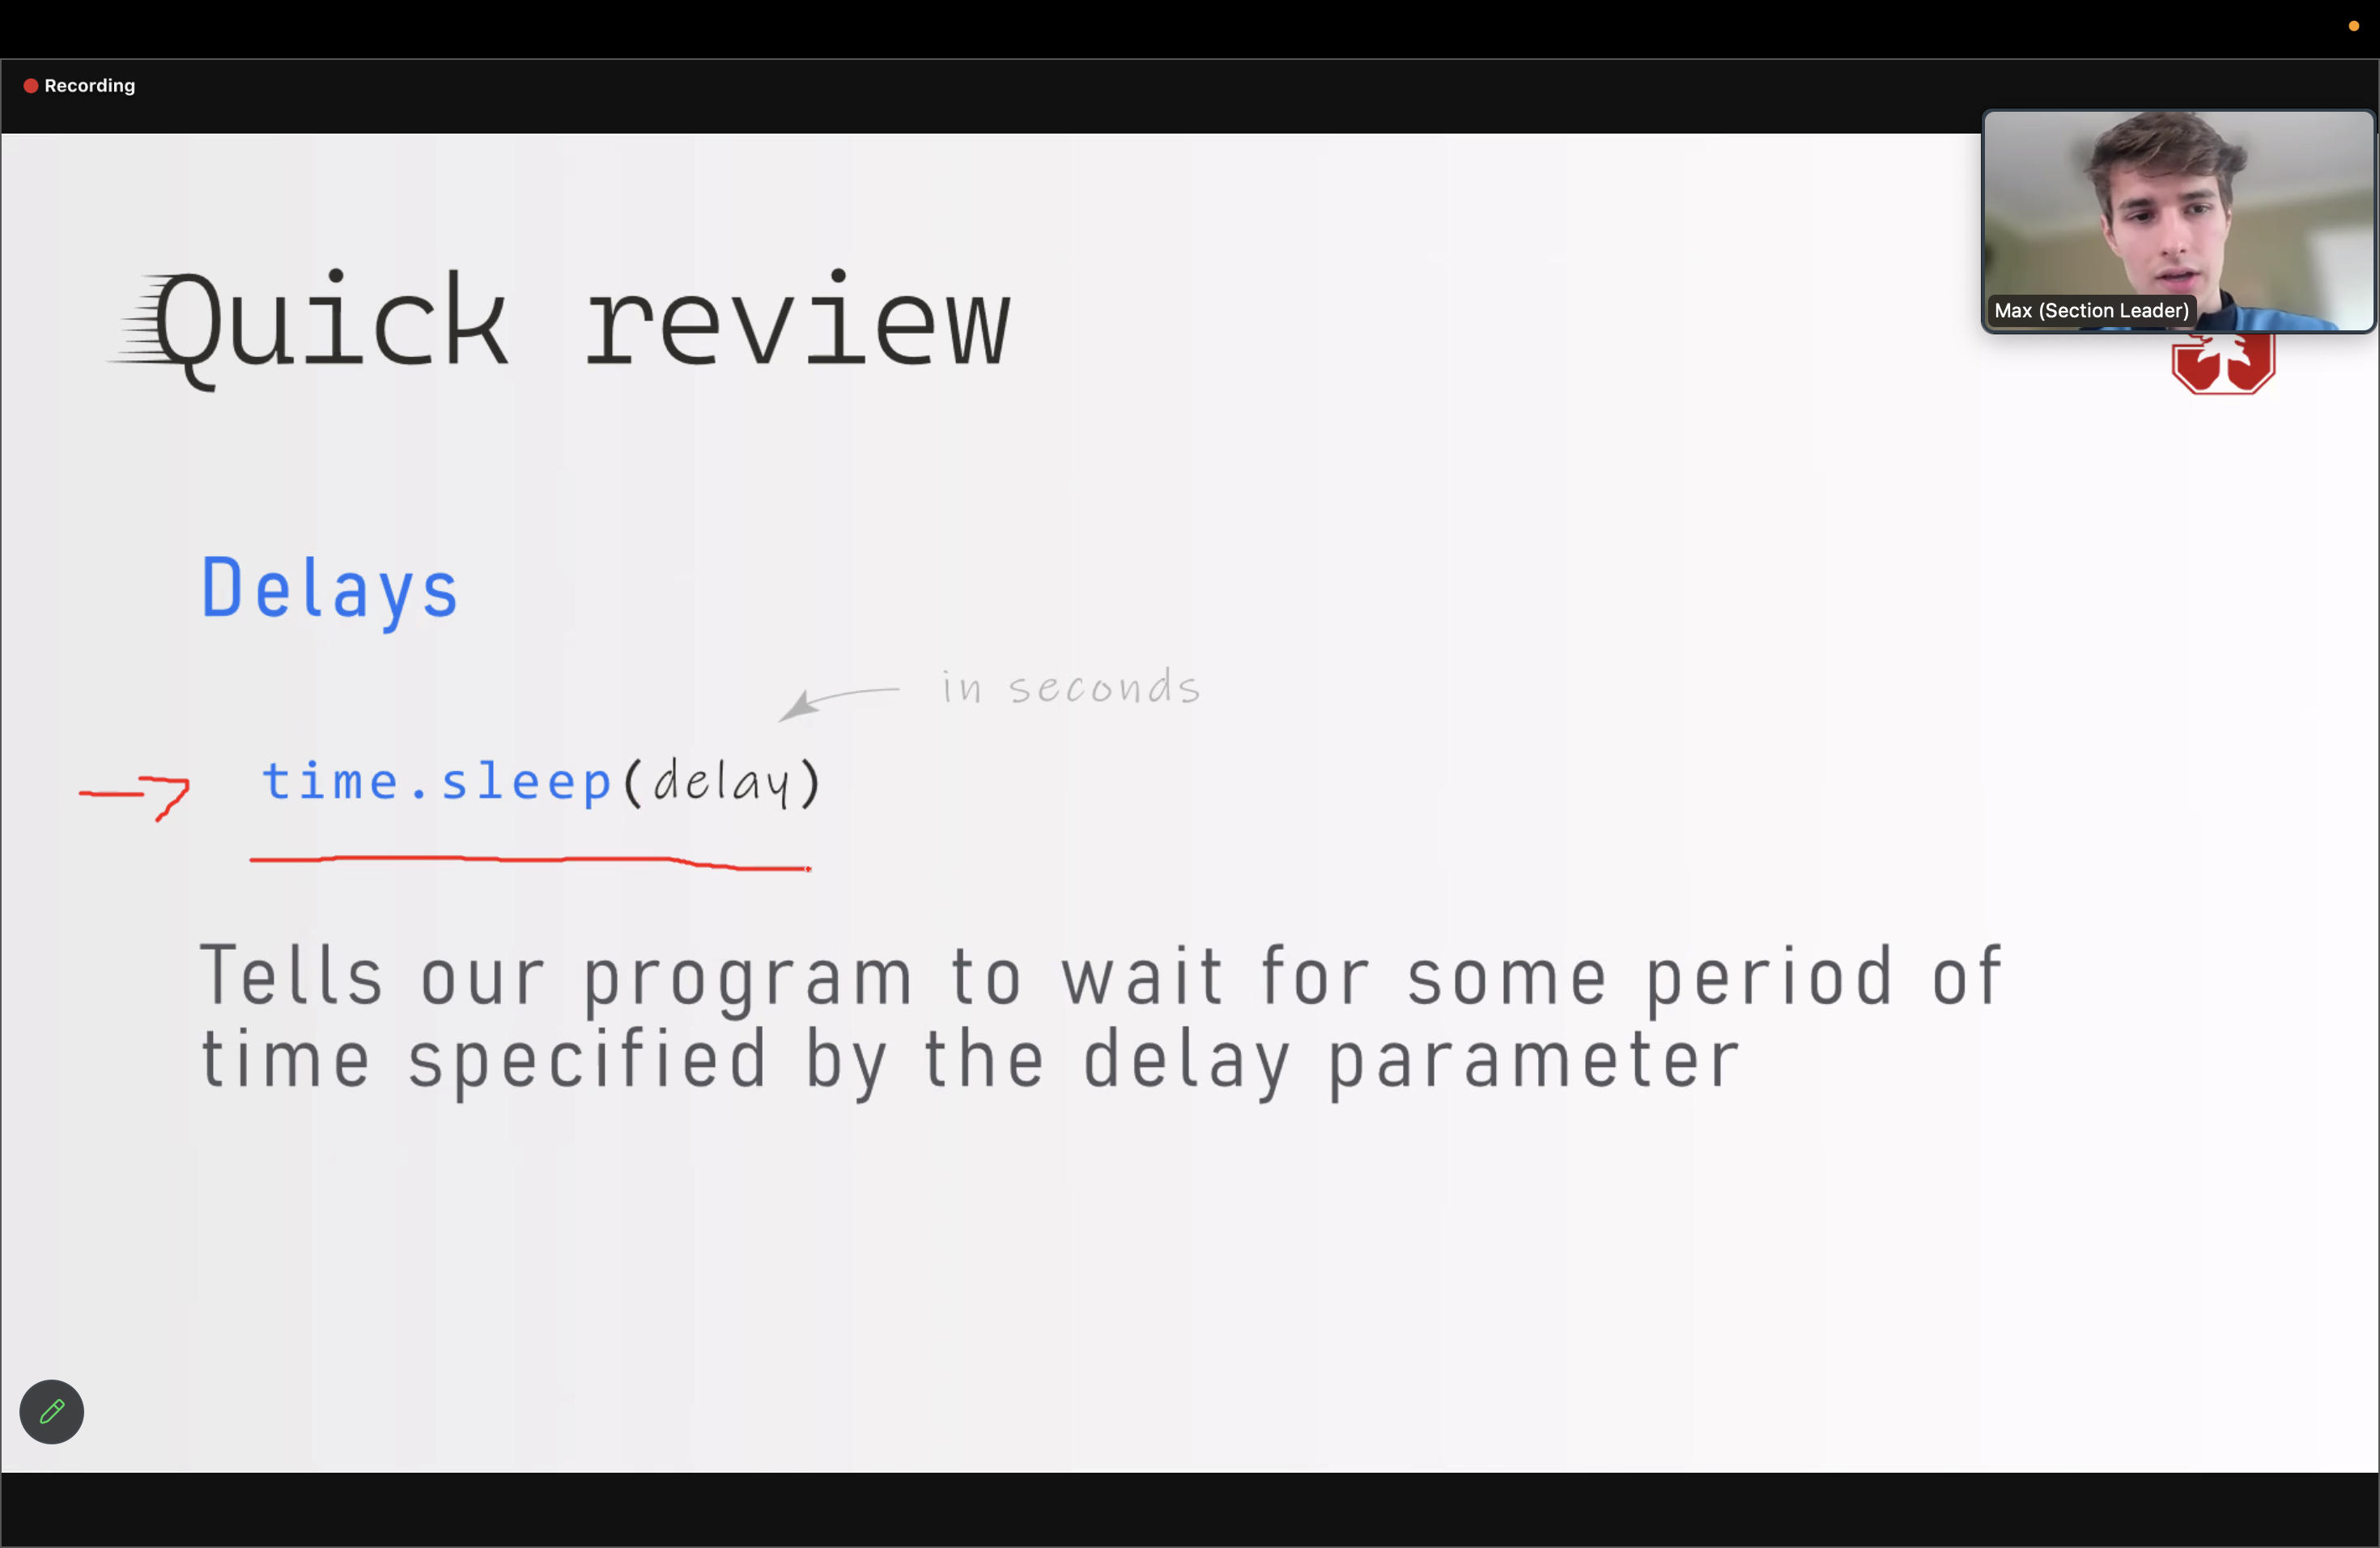 Recording
Max (Section Leader)
Quick review
Delays
in seconds
time.sleep(delay)
Tells our program to wait for some period of
time specified by the delay parameter